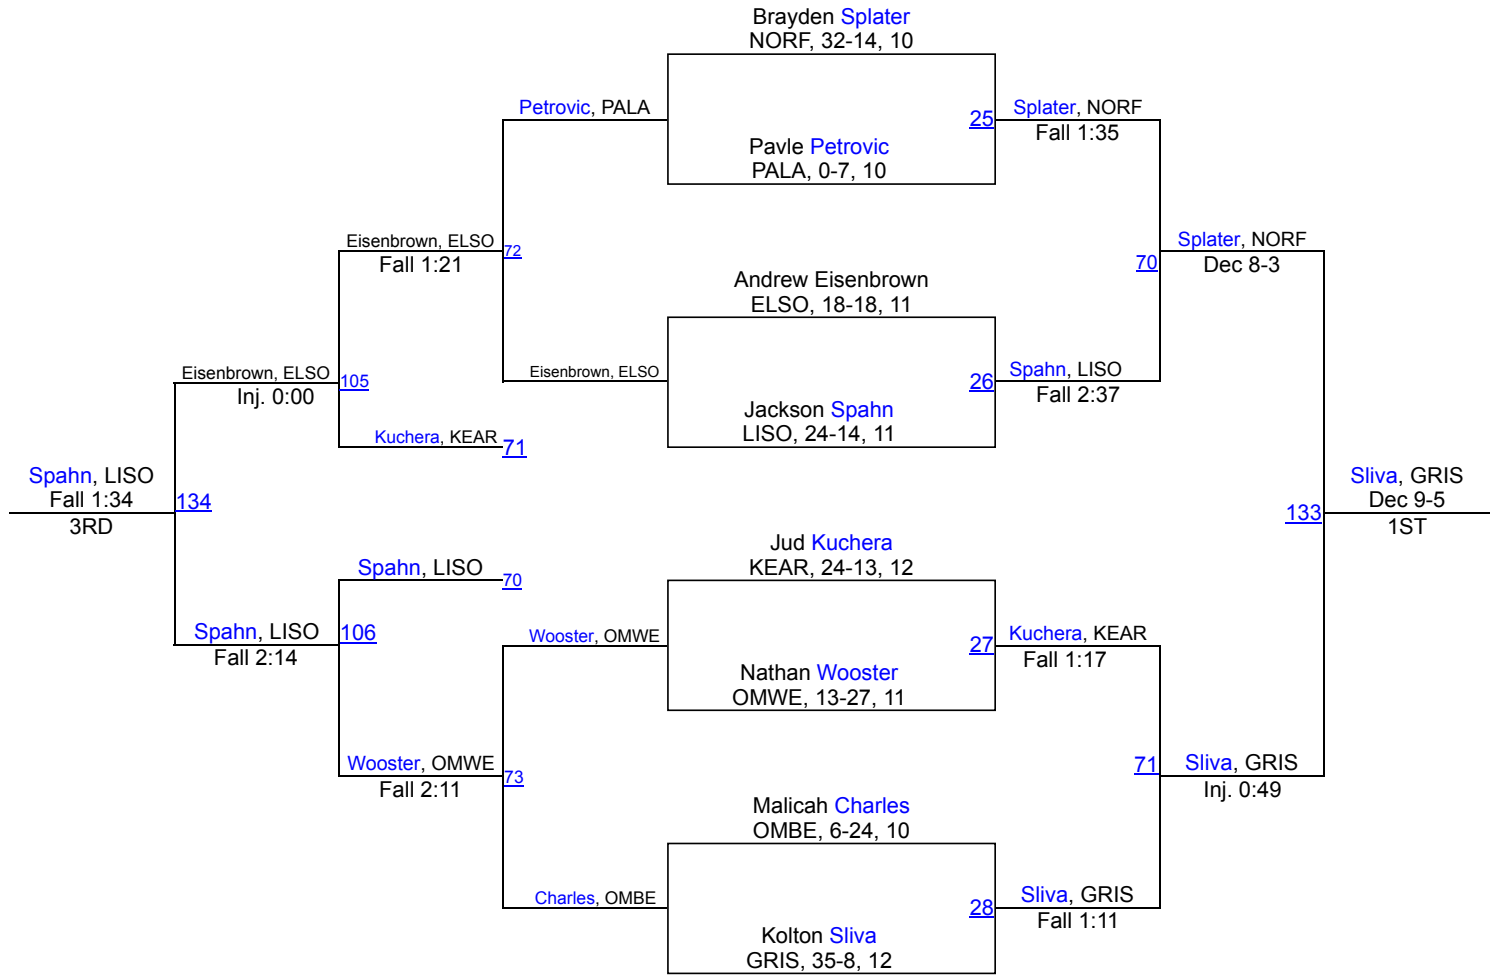 Brayden Splater
NORF, 32-14, 10
Petrovic, PALA
25
Splater, NORF
Fall 1:35
Pavle Petrovic
PALA, 0-7, 10
Eisenbrown, ELSO
Fall 1:21
72
Splater, NORF
Dec 8-3
70
Andrew Eisenbrown
ELSO, 18-18, 11
Eisenbrown, ELSO
Inj. 0:00
105
Eisenbrown, ELSO
26
Spahn, LISO
Fall 2:37
Jackson Spahn
LISO, 24-14, 11
Kuchera, KEAR
71
Spahn, LISO
Fall 1:34
3RD
134
Sliva, GRIS
Dec 9-5
1ST
133
Jud Kuchera
KEAR, 24-13, 12
Spahn, LISO
70
Spahn, LISO
Fall 2:14
106
Wooster, OMWE
27
Kuchera, KEAR
Fall 1:17
Nathan Wooster
OMWE, 13-27, 11
Wooster, OMWE
Fall 2:11
73
71
Sliva, GRIS
Inj. 0:49
Malicah Charles
OMBE, 6-24, 10
Charles, OMBE
28
Sliva, GRIS
Fall 1:11
Kolton Sliva
GRIS, 35-8, 12